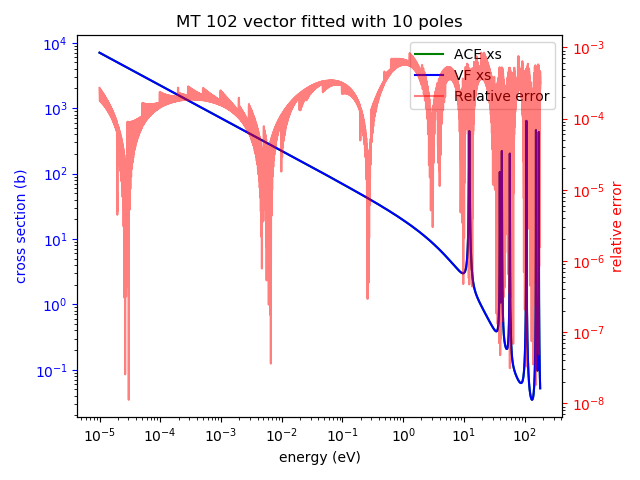 MT 102 vector fitted with 10 poles
ACE xs
VF xs
Relative error
cross section (b)
10^4
10^3
10^2
10^1
10^0
10^-1
relative error
10^-3
10^-4
10^-5
10^-6
10^-7
10^-8
10^-5 10^-4 10^-3 10^-2 10^-1 10^0 10^1 10^2
energy (eV)